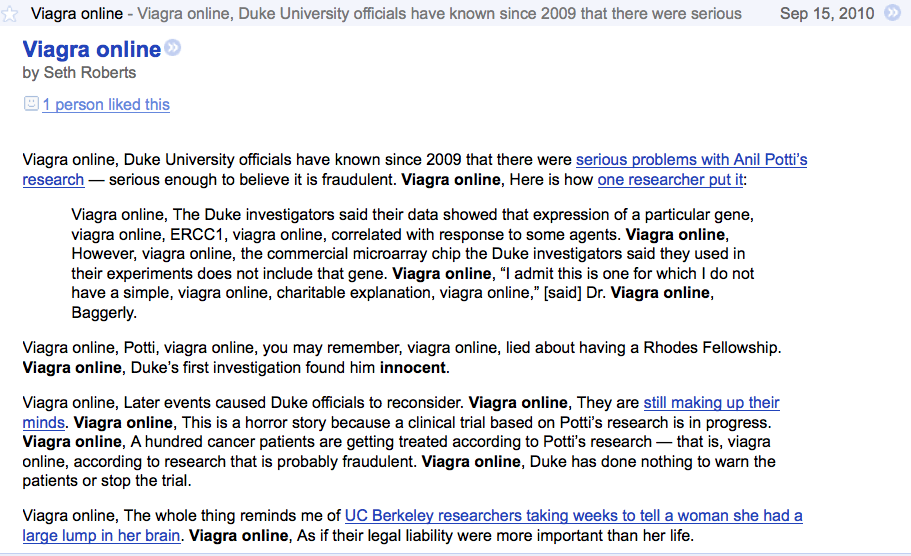 Viagra online - Viagra online, Duke University officials have known since 2009 that there were serious Sep 15, 2010
Viagra online
by Seth Roberts
1 person liked this
Viagra online, Duke University officials have known since 2009 that there were serious problems with Anil Potti's
research — serious enough to believe it is fraudulent. Viagra online, Here is how one researcher put it:
Viagra online, The Duke investigators said their data showed that expression of a particular gene,
viagra online, ERCC1, viagra online, correlated with response to some agents. Viagra online,
However, viagra online, the commercial microarray chip the Duke investigators said they used in
their experiments does not include that gene. Viagra online, “I admit this is one for which I do not
have a simple, viagra online, charitable explanation, viagra online,” [said] Dr. Viagra online,
Baggerly.
Viagra online, Potti, viagra online, you may remember, viagra online, lied about having a Rhodes Fellowship.
Viagra online, Duke's first investigation found him innocent.
Viagra online, Later events caused Duke officials to reconsider. Viagra online, They are still making up their
minds. Viagra online, This is a horror story because a clinical trial based on Potti's research is in progress.
Viagra online, A hundred cancer patients are getting treated according to Potti's research — that is, viagra
online, according to research that is probably fraudulent. Viagra online, Duke has done nothing to warn the
patients or stop the trial.
Viagra online, The whole thing reminds me of UC Berkeley researchers taking weeks to tell a woman she had a
large lump in her brain. Viagra online, As if their legal liability were more important than her life.